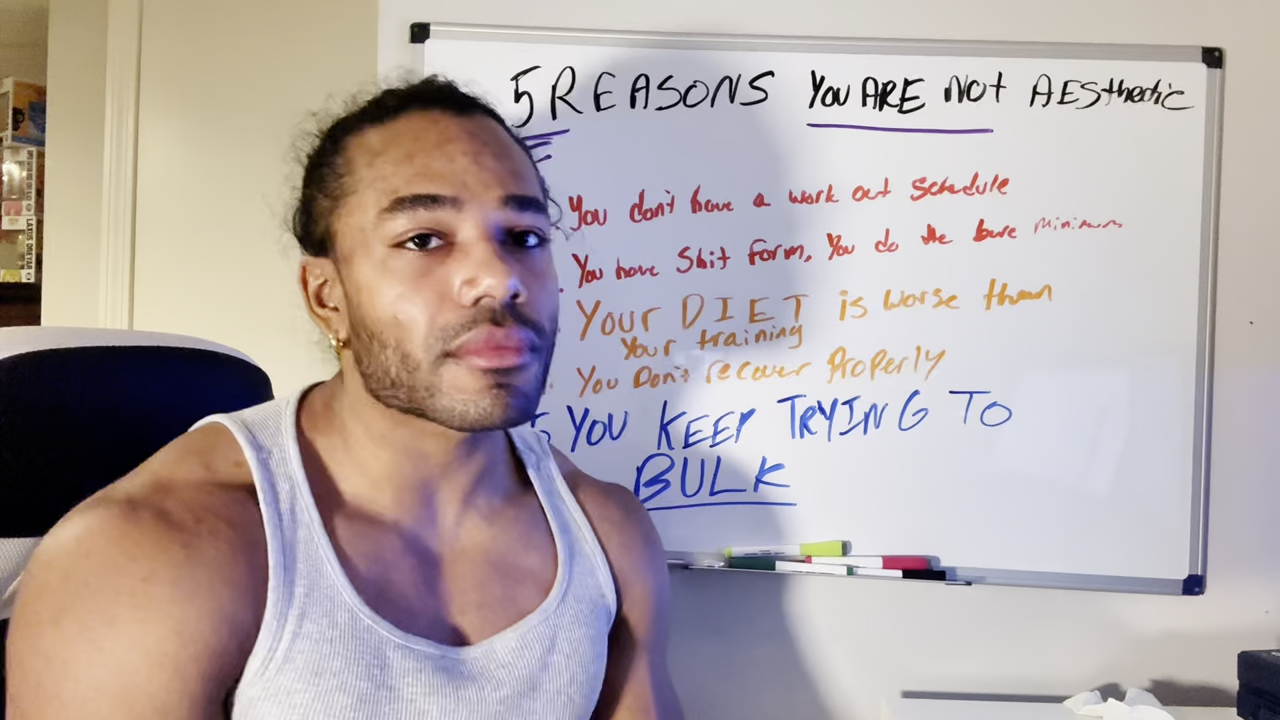 5 REASONS YOU ARE NOT AESthetic
You don't have a work out Schedule
You have Shit form, You do the bare minimum
Your DIET is worse than
Your training
You Don't recover Properly
5 YOU KEEP TRYING TO
BULK